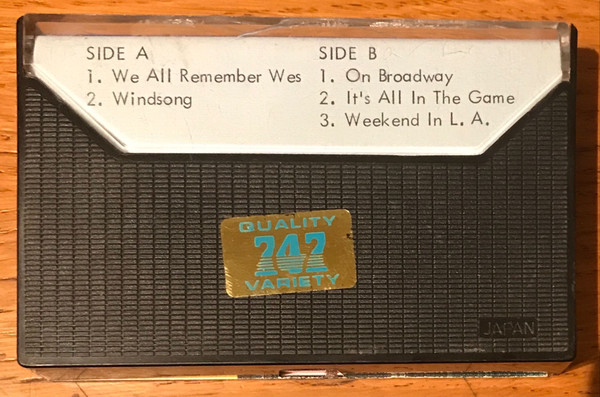 SIDE A
1. We All Remember Wes
2. Windsong
SIDE B
1. On Broadway
2. It's All In The Game
3. Weekend In L. A.
QUALITY
747
VARIETY
JAPAN